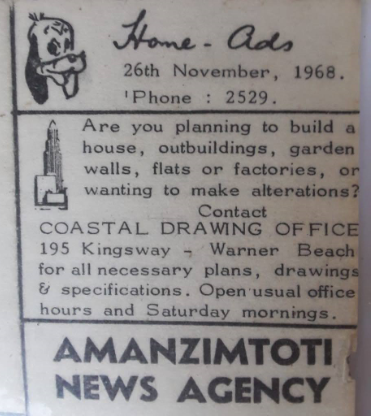 Home - Ads
26th November, 1968.
'Phone : 2529.
Are you planning to build a
house, outbuildings, garden
walls, flats or factories, or
wanting to make alterations?
Contact
COASTAL DRAWING OFFICE
195 Kingsway - Warner Beach
for all necessary plans, drawings
& specifications. Open usual office
hours and Saturday mornings.
AMANZIMTOTI
NEWS AGENCY